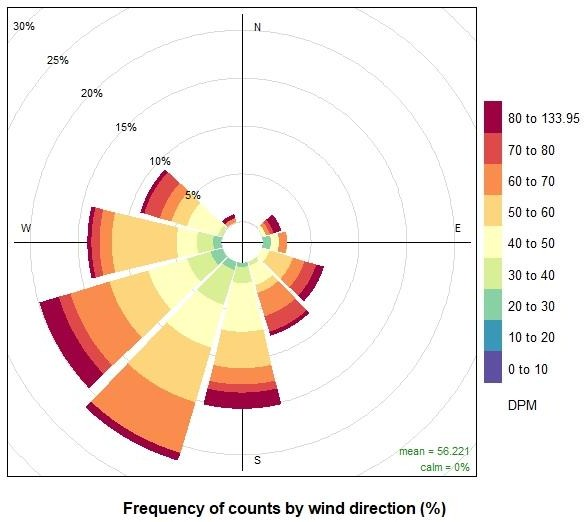 30%
25%
20%
15%
10%
5%
N
W
E
S
80 to 133.95
70 to 80
60 to 70
50 to 60
40 to 50
30 to 40
20 to 30
10 to 20
0 to 10
DPM
mean = 56.221
calm = 0%
Frequency of counts by wind direction (%)